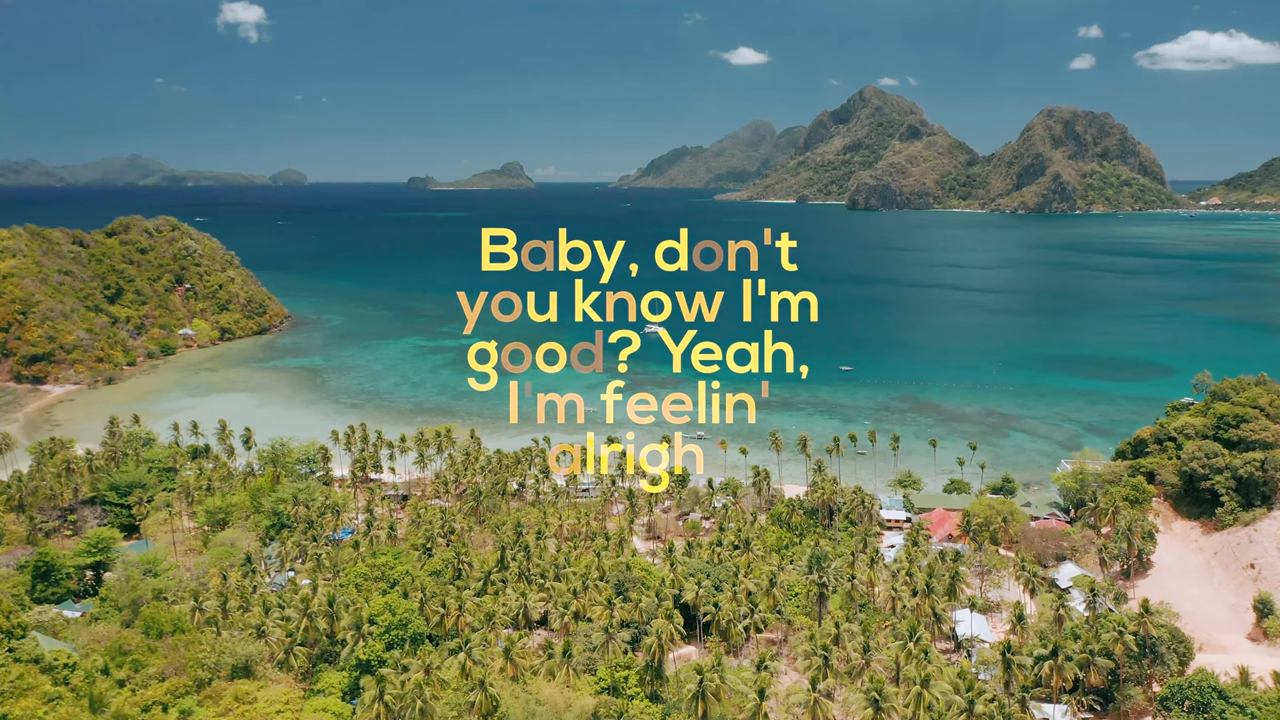 Baby, don't
you know I'm
good? Yeah,
I'm feelin'
alrigh